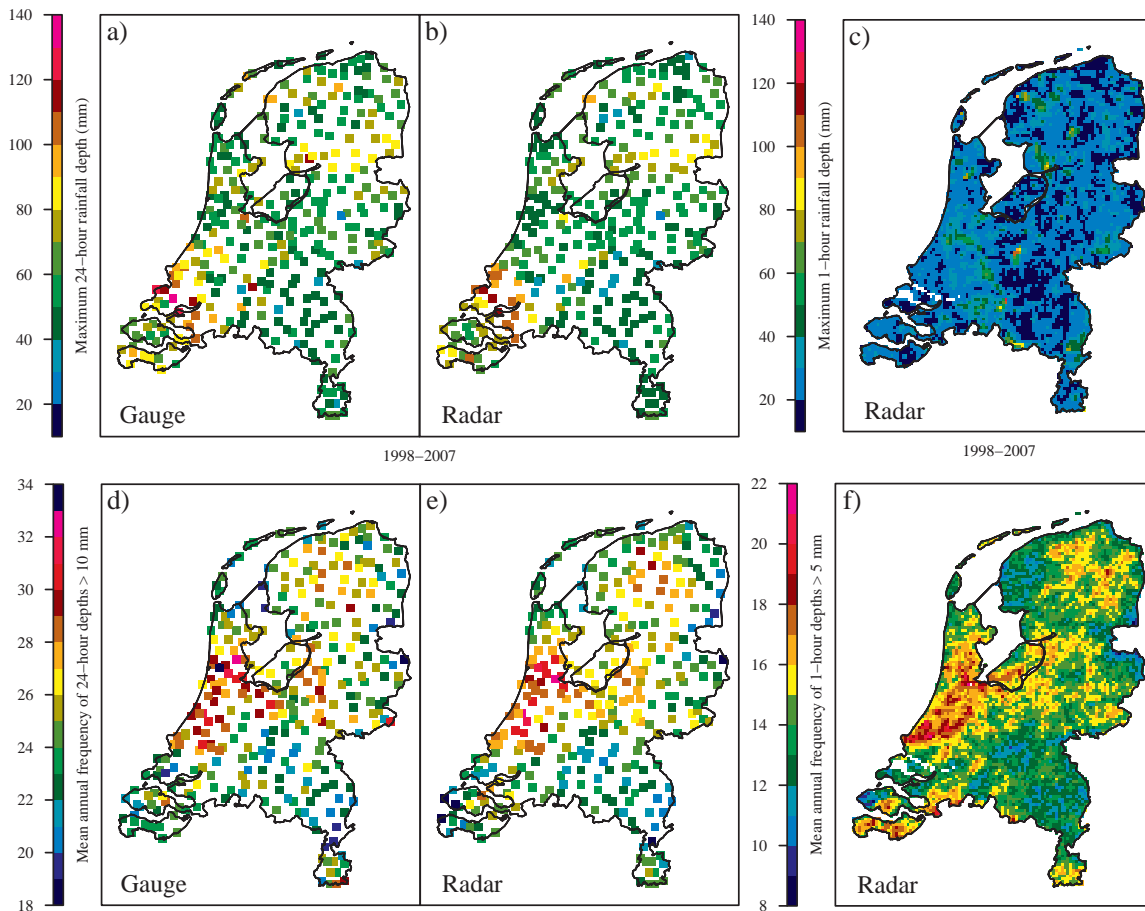 140
120
100
80
60
40
20
Maximum 24−hour rainfall depth (mm)
a)
Gauge
b)
Radar
1998−2007
140
120
100
80
60
40
20
Maximum 1−hour rainfall depth (mm)
c)
Radar
1998−2007
34
32
30
28
26
24
22
20
18
Mean annual frequency of 24−hour depths > 10 mm
d)
Gauge
e)
Radar
22
20
18
16
14
12
10
8
Mean annual frequency of 1−hour depths > 5 mm
f)
Radar